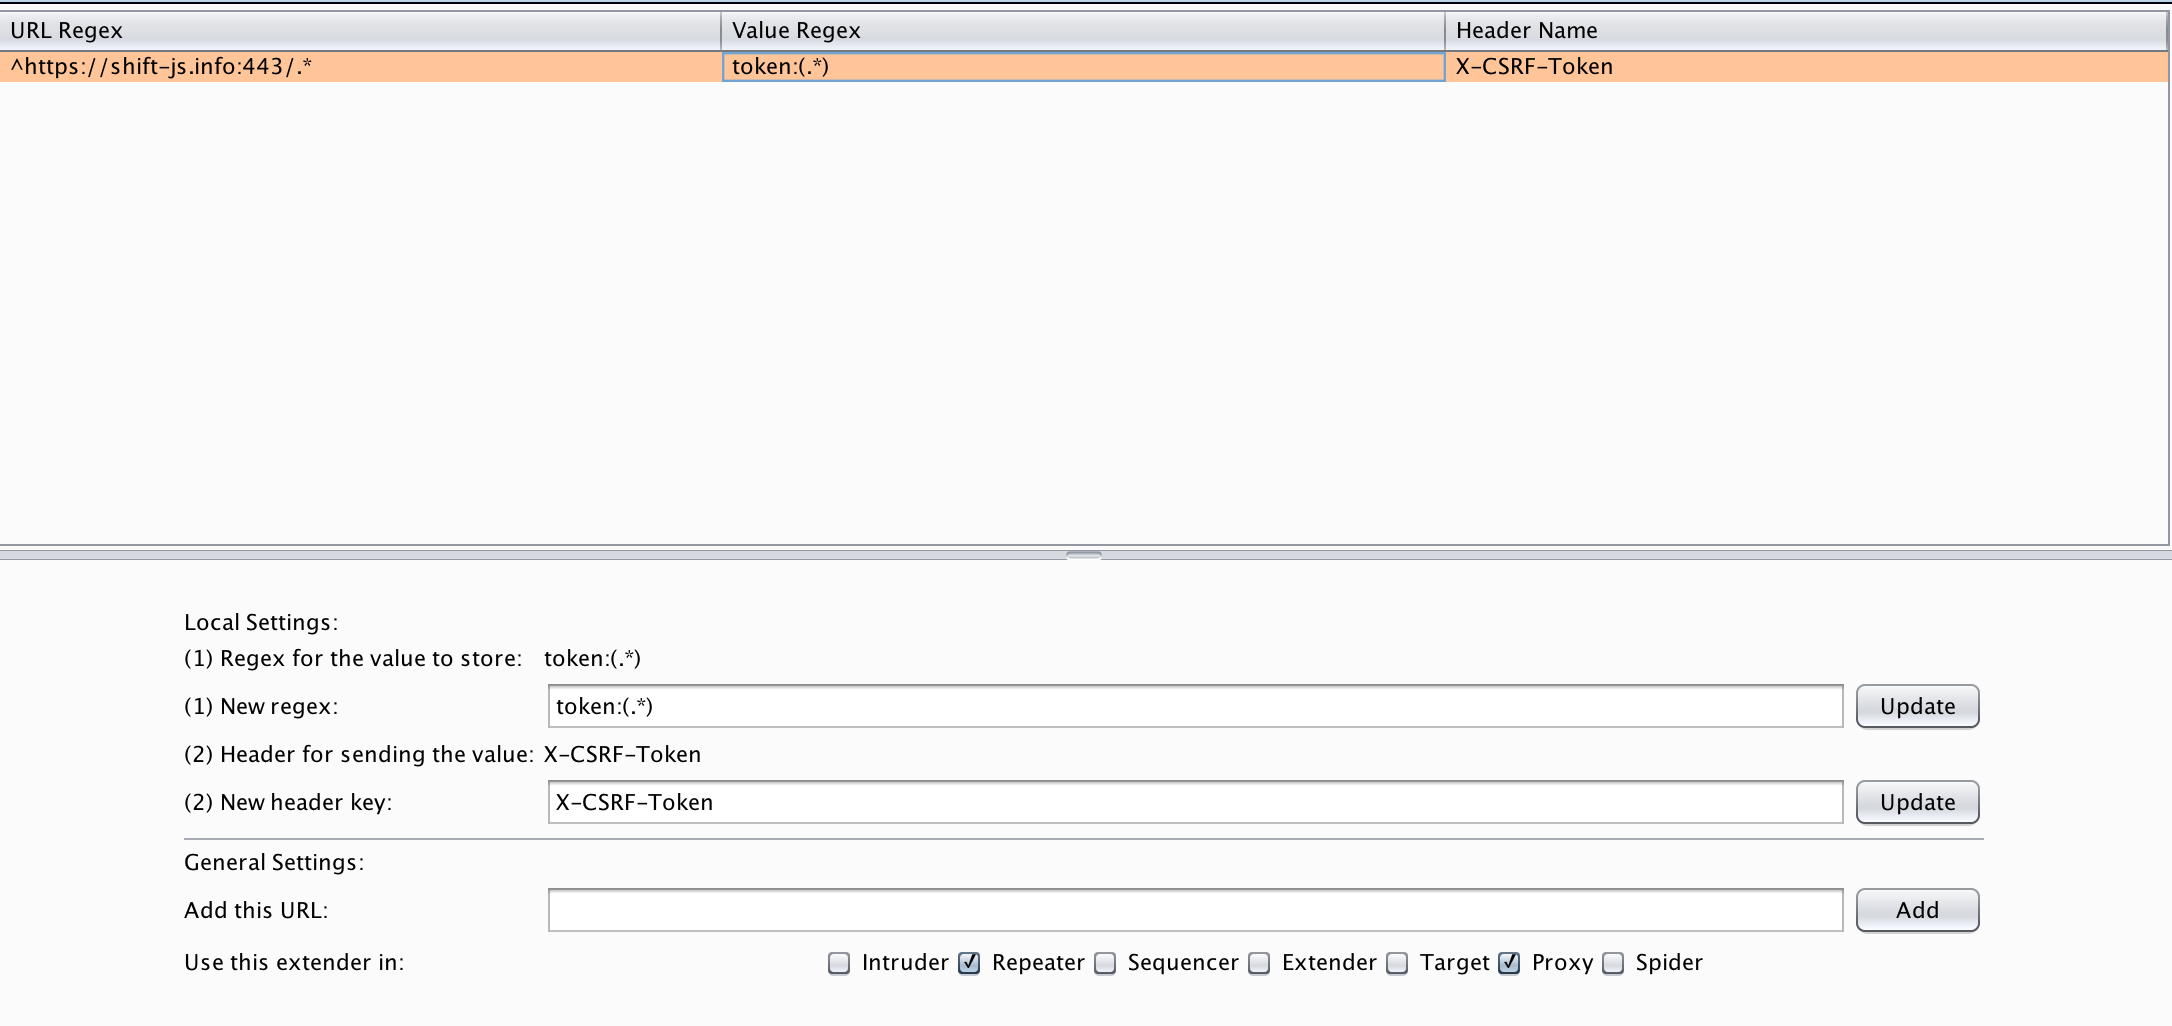 URL Regex Value Regex Header Name
^https://shift-js.info:443/.* token:(.*) X-CSRF-Token
Local Settings:
(1) Regex for the value to store: token:(.*)
(1) New regex: token:(.*) Update
(2) Header for sending the value: X-CSRF-Token
(2) New header key: X-CSRF-Token Update
General Settings:
Add this URL: Add
Use this extender in: Intruder Repeater Sequencer Extender Target Proxy Spider